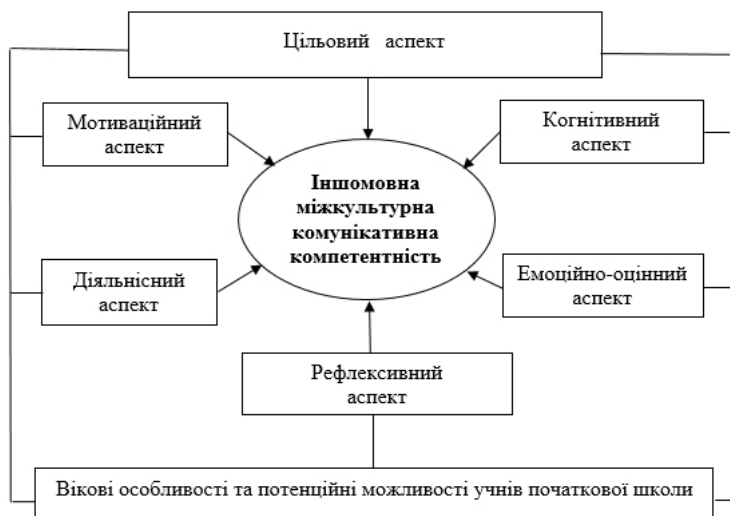 Цільовий аспект
Мотиваційний
аспект
Когнітивний
аспект
Іншомовна
міжкультурна
комунікативна
компетентність
Діяльнісний
аспект
Емоційно-оцінний
аспект
Рефлексивний
аспект
Вікові особливості та потенційні можливості учнів початкової школи